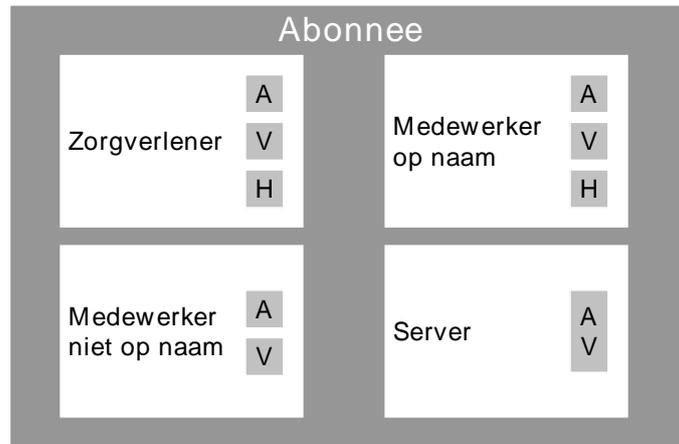 Abonnee
Zorgverlener
A
V
H
Medewerker
op naam
A
V
H
Medewerker
niet op naam
A
V
Server
A
V